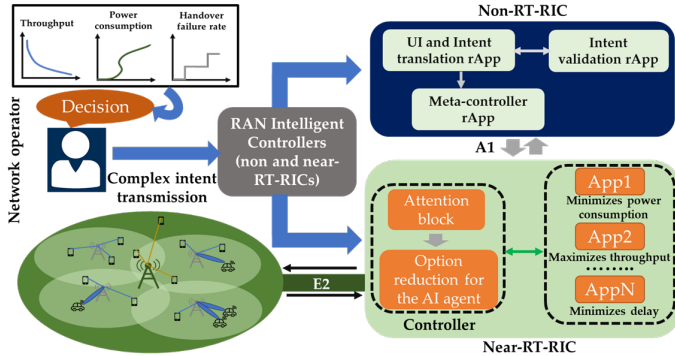 Throughput
Power
consumption
Handover
failure rate
Decision
Network operator
Complex intent
transmission
RAN Intelligent
Controllers
(non and near-
RT-RICs)
Non-RT-RIC
UI and Intent
translation rApp
Intent
validation rApp
Meta-controller
rApp
A1
Attention
block
Option
reduction for
the AI agent
Controller
App1
Minimizes power
consumption
App2
Maximizes throughput
AppN
Minimizes delay
E2
Near-RT-RIC